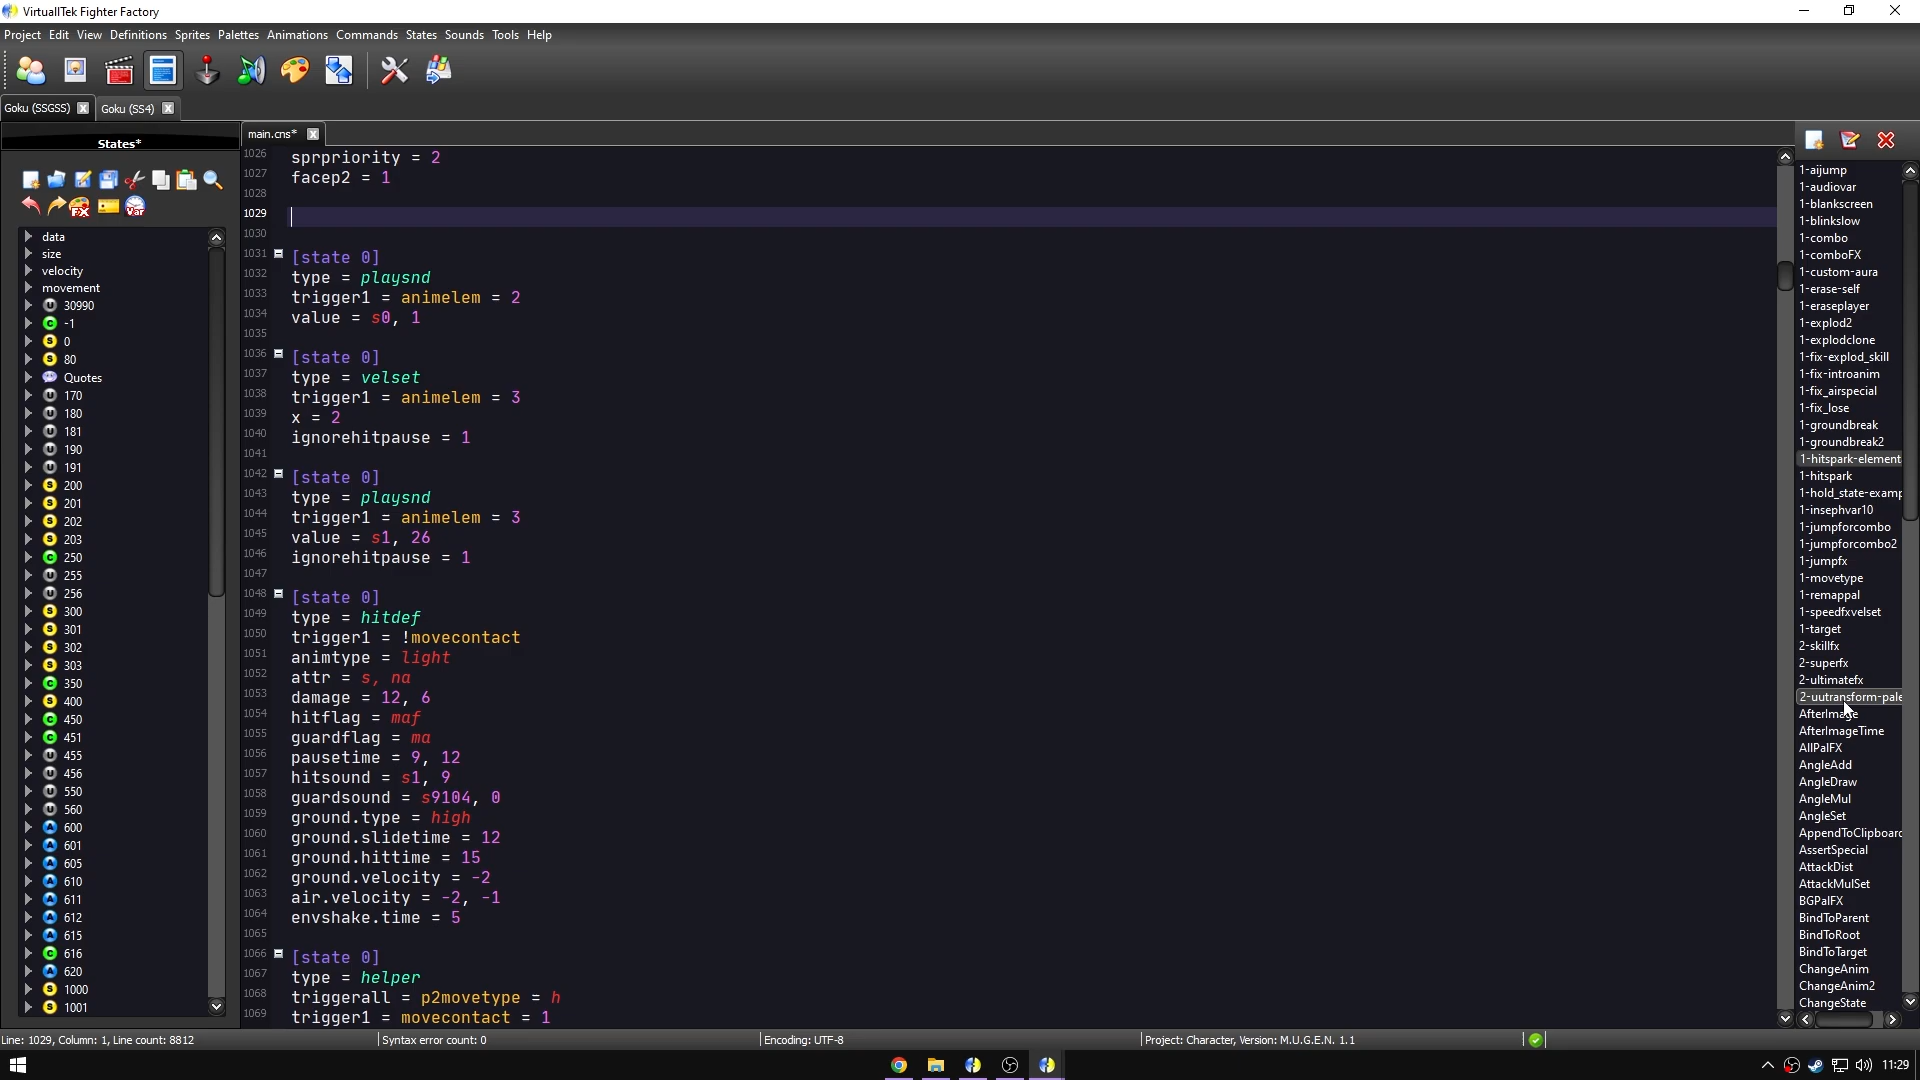 VirtuallTek Fighter Factory
Project Edit View Definitions Sprites Palettes Animations Commands States Sounds Tools Help
Goku (SSGSS)
Goku (SS4)
States*
main.cns*
data
size
velocity
movement
30990
-1
0
80
Quotes
170
180
181
190
191
200
201
202
203
250
255
256
300
301
302
303
350
400
450
451
455
456
550
560
600
601
605
610
611
612
615
616
620
1000
1001
1026 sprpriority = 2
1027 facep2 = 1
1028
1029
1030
1031 [state 0]
1032 type = playsnd
1033 trigger1 = animelem = 2
1034 value = s0, 1
1035
1036 [state 0]
1037 type = velset
1038 trigger1 = animelem = 3
1039 x = 2
1040 ignorehitpause = 1
1041
1042 [state 0]
1043 type = playsnd
1044 trigger1 = animelem = 3
1045 value = s1, 26
1046 ignorehitpause = 1
1047
1048 [state 0]
1049 type = hitdef
1050 trigger1 = !movecontact
1051 animtype = light
1052 attr = s, na
1053 damage = 12, 6
1054 hitflag = maf
1055 guardflag = ma
1056 pausetime = 9, 12
1057 hitsound = s1, 9
1058 guardsound = s9104, 0
1059 ground.type = high
1060 ground.slidetime = 12
1061 ground.hittime = 15
1062 ground.velocity = -2
1063 air.velocity = -2, -1
1064 envshake.time = 5
1065
1066 [state 0]
1067 type = helper
1068 triggerall = p2movetype = h
1069 trigger1 = movecontact = 1
1-aijump
1-audiovar
1-blankscreen
1-blinkslow
1-combo
1-comboFX
1-custom-aura
1-erase-self
1-eraseplayer
1-explod2
1-explodclone
1-fix-explod_skill
1-fix-introanim
1-fix_airspecial
1-fix_lose
1-groundbreak
1-groundbreak2
1-hitspark-element
1-hitspark
1-hold_state-examp
1-insephvar10
1-jumpforcombo
1-jumpforcombo2
1-jumpfx
1-movetype
1-remappal
1-speedfxvelset
1-target
2-skillfx
2-superfx
2-ultimatefx
2-uutransform-pale
AfterImage
AfterImageTime
AllPalFX
AngleAdd
AngleDraw
AngleMul
AngleSet
AppendToClipboard
AssertSpecial
AttackDist
AttackMulSet
BGPalFX
BindToParent
BindToRoot
BindToTarget
ChangeAnim
ChangeAnim2
ChangeState
Line: 1029, Column: 1, Line count: 8812
Syntax error count: 0
Encoding: UTF-8
Project: Character, Version: M.U.G.E.N. 1.1
11:29